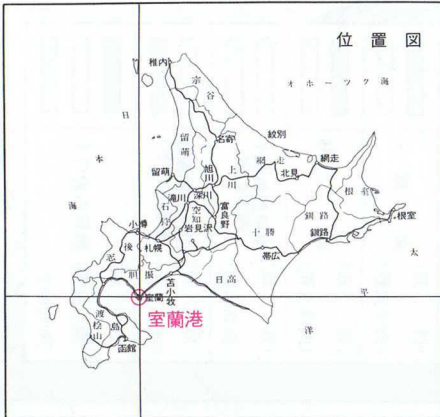 位置図
オホーツク海
日本海
太平洋
稚内
宗谷
名寄
紋別
留萌
旭川
上川
網走
網走
北見
根室
留萌
滝川
深川
石狩
空知
富良野
釧路
根室
小樽
後志
札幌
岩見沢
十勝
釧路
帯広
胆振
日高
苫小牧
室蘭
室蘭港
渡島
桧山
函館